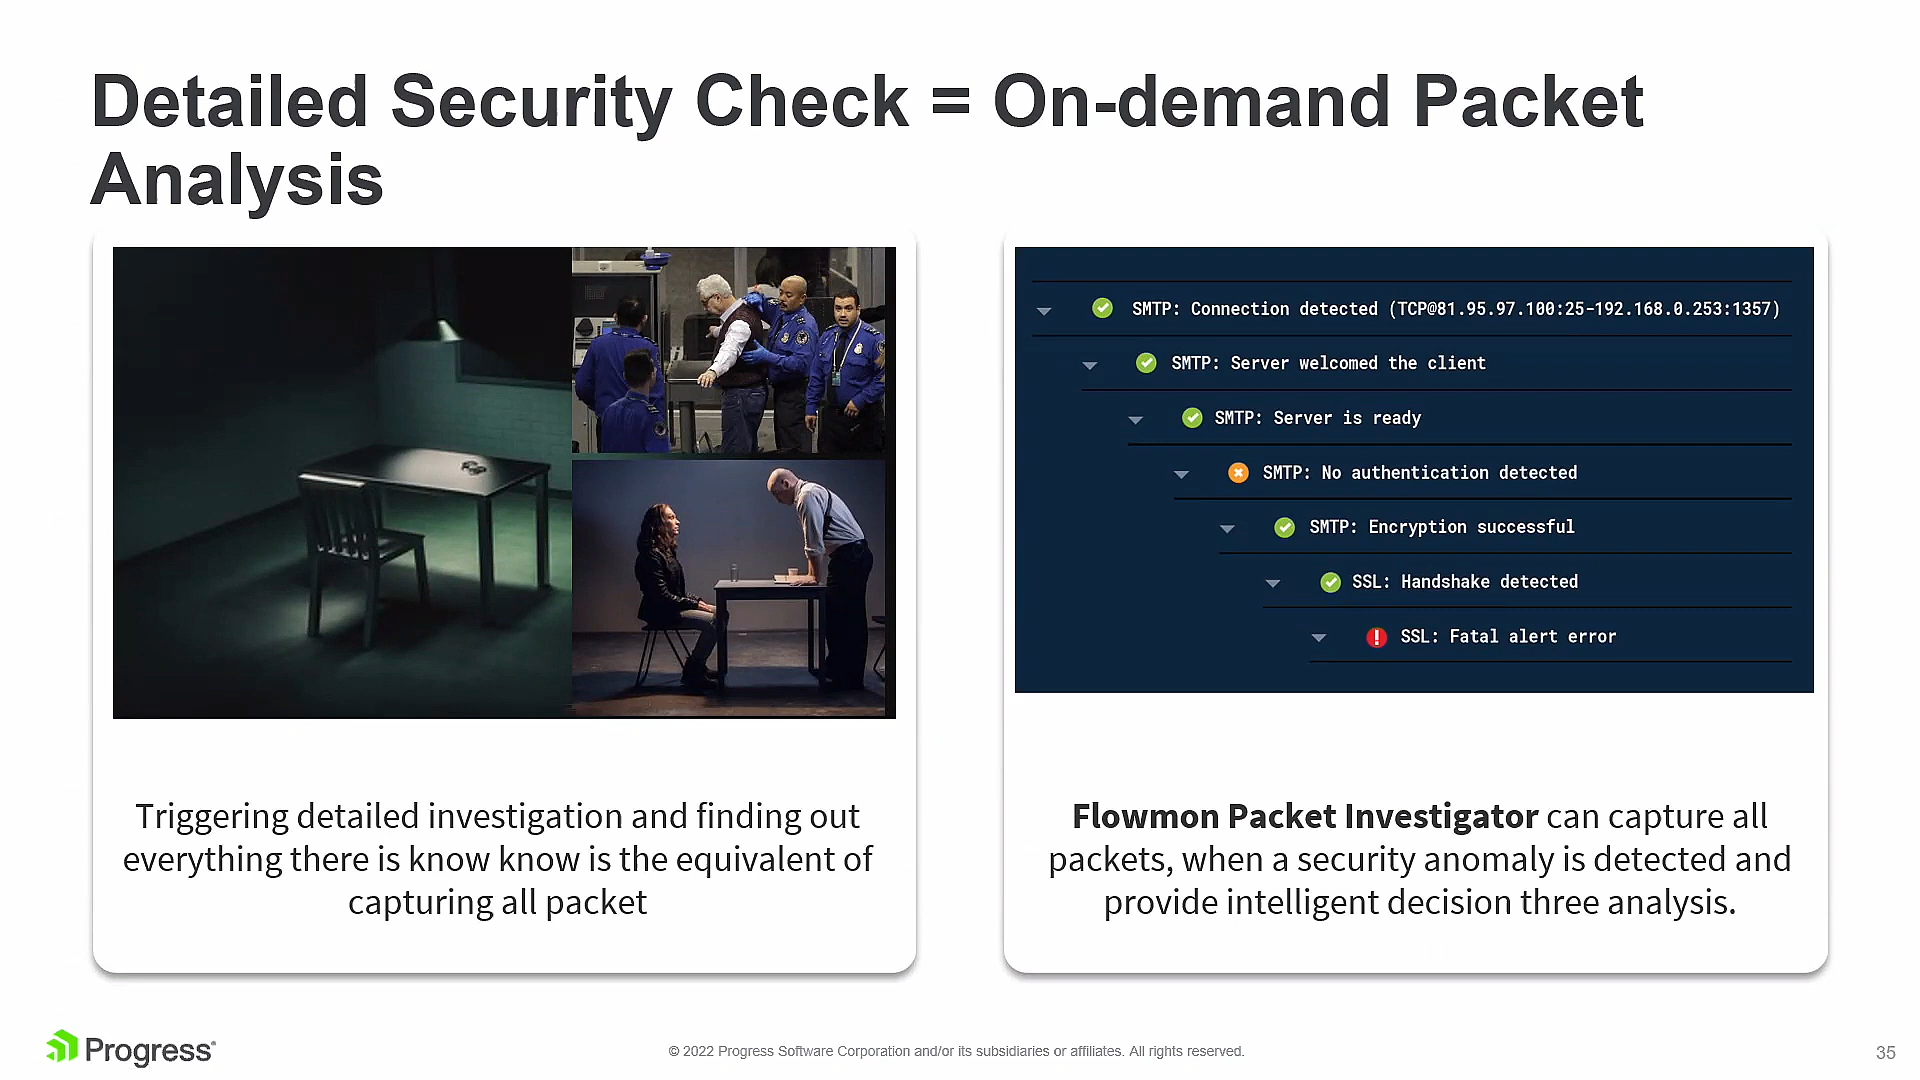 Detailed Security Check = On-demand Packet
Analysis
SMTP: Connection detected (TCP@81.95.97.100:25-192.168.0.253:1357)
SMTP: Server welcomed the client
SMTP: Server is ready
SMTP: No authentication detected
SMTP: Encryption successful
SSL: Handshake detected
SSL: Fatal alert error
Triggering detailed investigation and finding out
everything there is know know is the equivalent of
capturing all packet
Flowmon Packet Investigator can capture all
packets, when a security anomaly is detected and
provide intelligent decision three analysis.
Progress
© 2022 Progress Software Corporation and/or its subsidiaries or affiliates. All rights reserved.
35